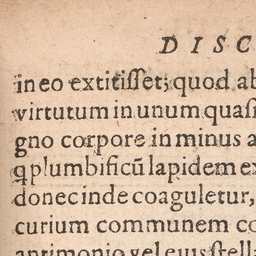 DISC
in eo extitiſſet; quod ab
virtutum in unum quaſi
gno corpore in minus a
q plumbificũ lapidem ex
donec inde coaguletur,
curium communem co
antimonio vel eius ſtella